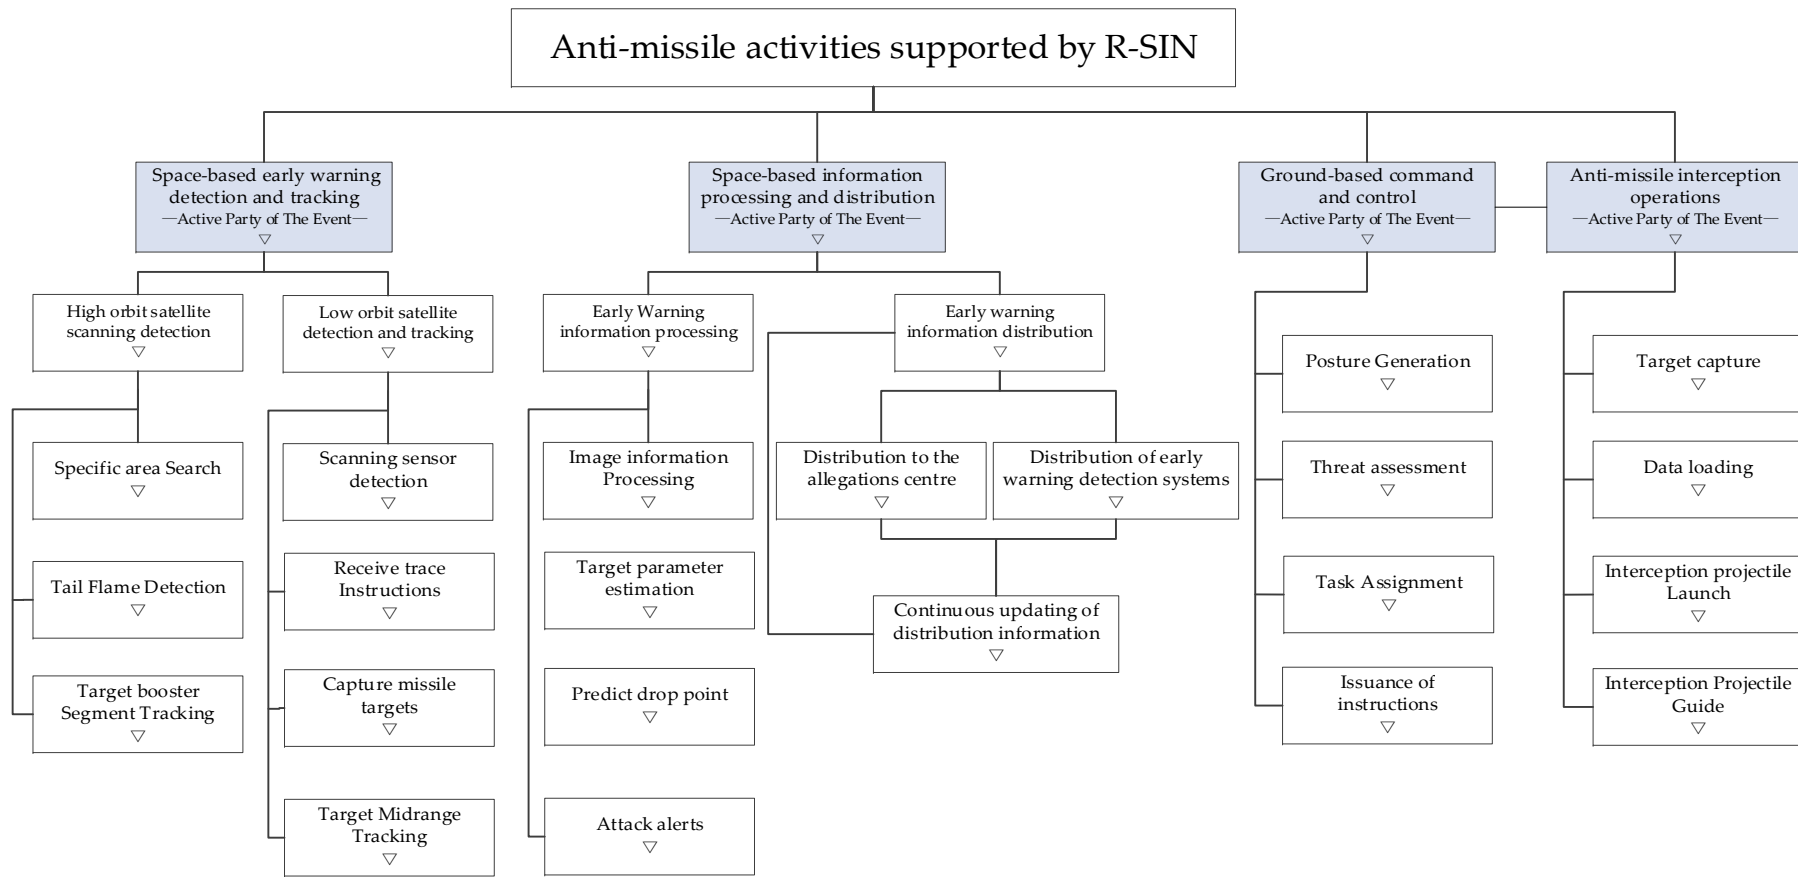 Anti-missile activities supported by R-SIN
Space-based early warning
detection and tracking
—Active Party of The Event—
Space-based information
processing and distribution
—Active Party of The Event—
Ground-based command
and control
—Active Party of The Event—
Anti-missile interception
operations
—Active Party of The Event—
High orbit satellite
scanning detection
Low orbit satellite
detection and tracking
Early Warning
information processing
Early warning
information distribution
Specific area Search
Tail Flame Detection
Target booster
Segment Tracking
Scanning sensor
detection
Receive trace
Instructions
Capture missile
targets
Target Midrange
Tracking
Image information
Processing
Target parameter
estimation
Predict drop point
Attack alerts
Distribution to the
allegations centre
Distribution of early
warning detection systems
Continuous updating of
distribution information
Posture Generation
Threat assessment
Task Assignment
Issuance of
instructions
Target capture
Data loading
Interception projectile
Launch
Interception Projectile
Guide